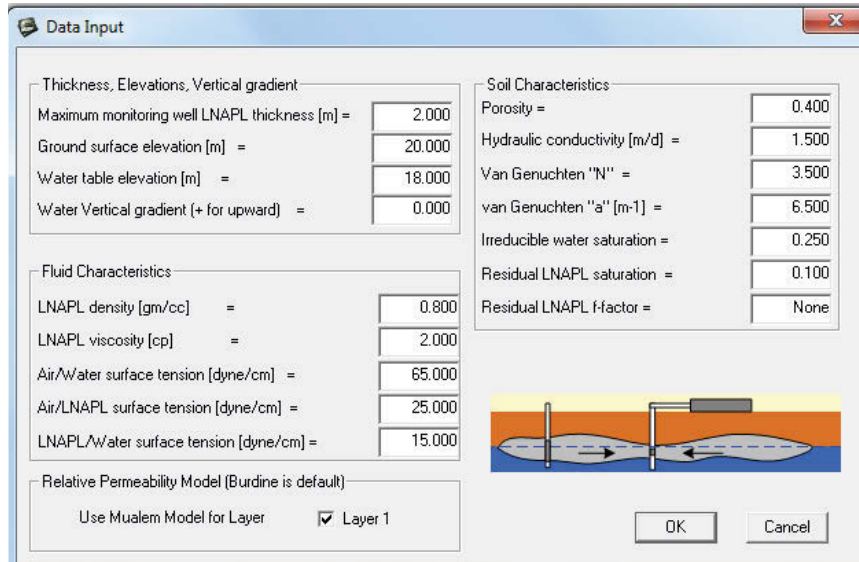 Data Input
Thickness, Elevations, Vertical gradient
Maximum monitoring well LNAPL thickness [m] = 2.000
Ground surface elevation [m] = 20.000
Water table elevation [m] = 18.000
Water Vertical gradient (+ for upward) = 0.000
Fluid Characteristics
LNAPL density [gm/cc] = 0.800
LNAPL viscosity [cp] = 2.000
Air/Water surface tension [dyne/cm] = 65.000
Air/LNAPL surface tension [dyne/cm] = 25.000
LNAPL/Water surface tension [dyne/cm] = 15.000
Relative Permeability Model (Burdine is default)
Use Mualem Model for Layer Layer 1
Soil Characteristics
Porosity = 0.400
Hydraulic conductivity [m/d] = 1.500
Van Genuchten "N" = 3.500
van Genuchten "a" [m-1] = 6.500
Irreducible water saturation = 0.250
Residual LNAPL saturation = 0.100
Residual LNAPL f-factor = None
OK Cancel